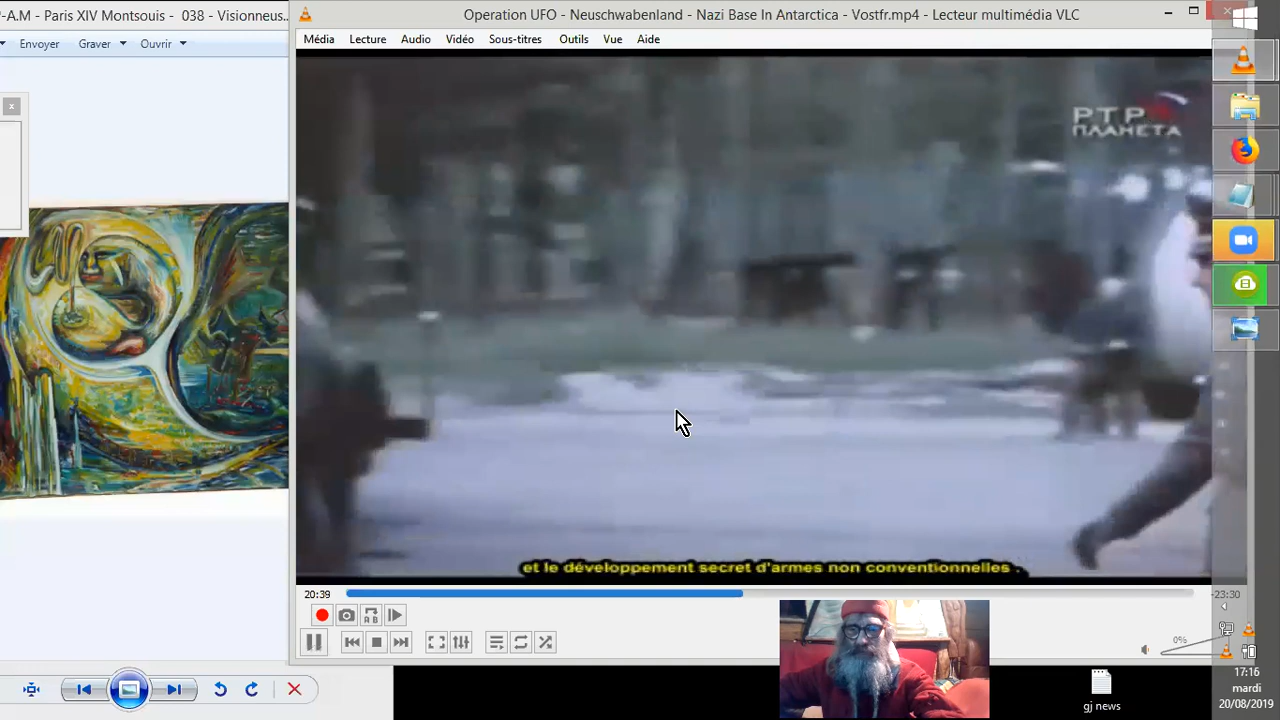 -A.M - Paris XIV Montsouis - 038 - Visionneus...
Envoyer Graver Ouvrir
Operation UFO - Neuschwabenland - Nazi Base In Antarctica - Vostfr.mp4 - Lecteur multimédia VLC
Média Lecture Audio Vidéo Sous-titres Outils Vue Aide
РТР
ПЛАНЕТА
et le développement secret d'armes non conventionnelles .
20:39
-23:30
0%
17:16
mardi
20/08/2019
gj news